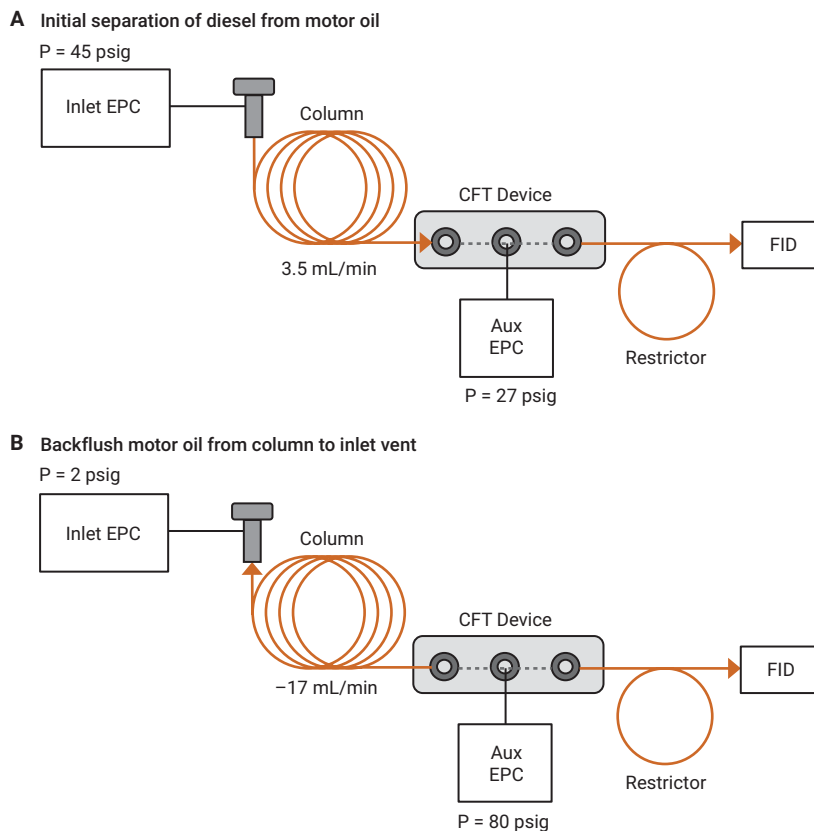 A Initial separation of diesel from motor oil
P = 45 psig
Inlet EPC
Column
CFT Device
FID
3.5 mL/min
Aux
EPC
Restrictor
P = 27 psig
B Backflush motor oil from column to inlet vent
P = 2 psig
Inlet EPC
Column
CFT Device
FID
–17 mL/min
Aux
EPC
Restrictor
P = 80 psig